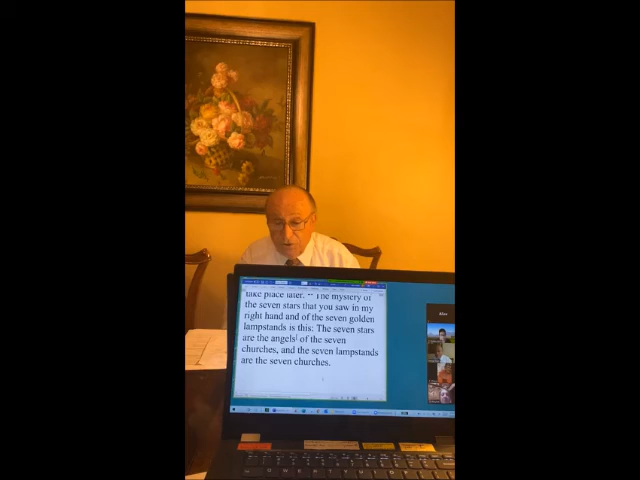 take place later. 20 The mystery of
the seven stars that you saw in my
right hand and of the seven golden
lampstands is this: The seven stars
are the angels of the seven
churches, and the seven lampstands
are the seven churches.